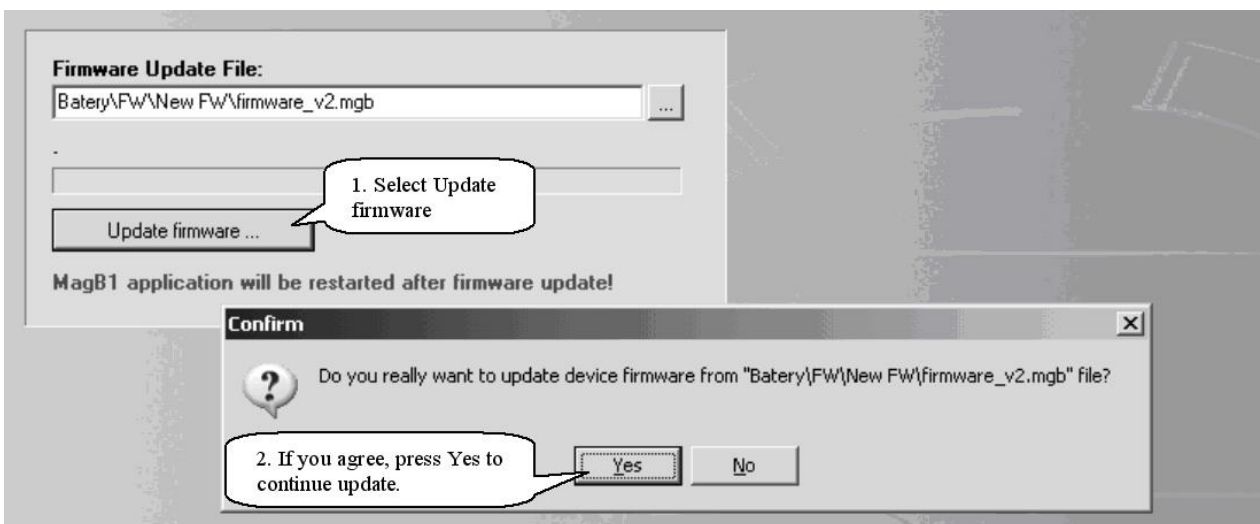 Firmware Update File:
Batery\FW\New FW\firmware_v2.mgb
...
.
1. Select Update
firmware
Update firmware ...
MagB1 application will be restarted after firmware update!
Confirm
Do you really want to update device firmware from "Batery\FW\New FW\firmware_v2.mgb" file?
2. If you agree, press Yes to
continue update.
Yes
No